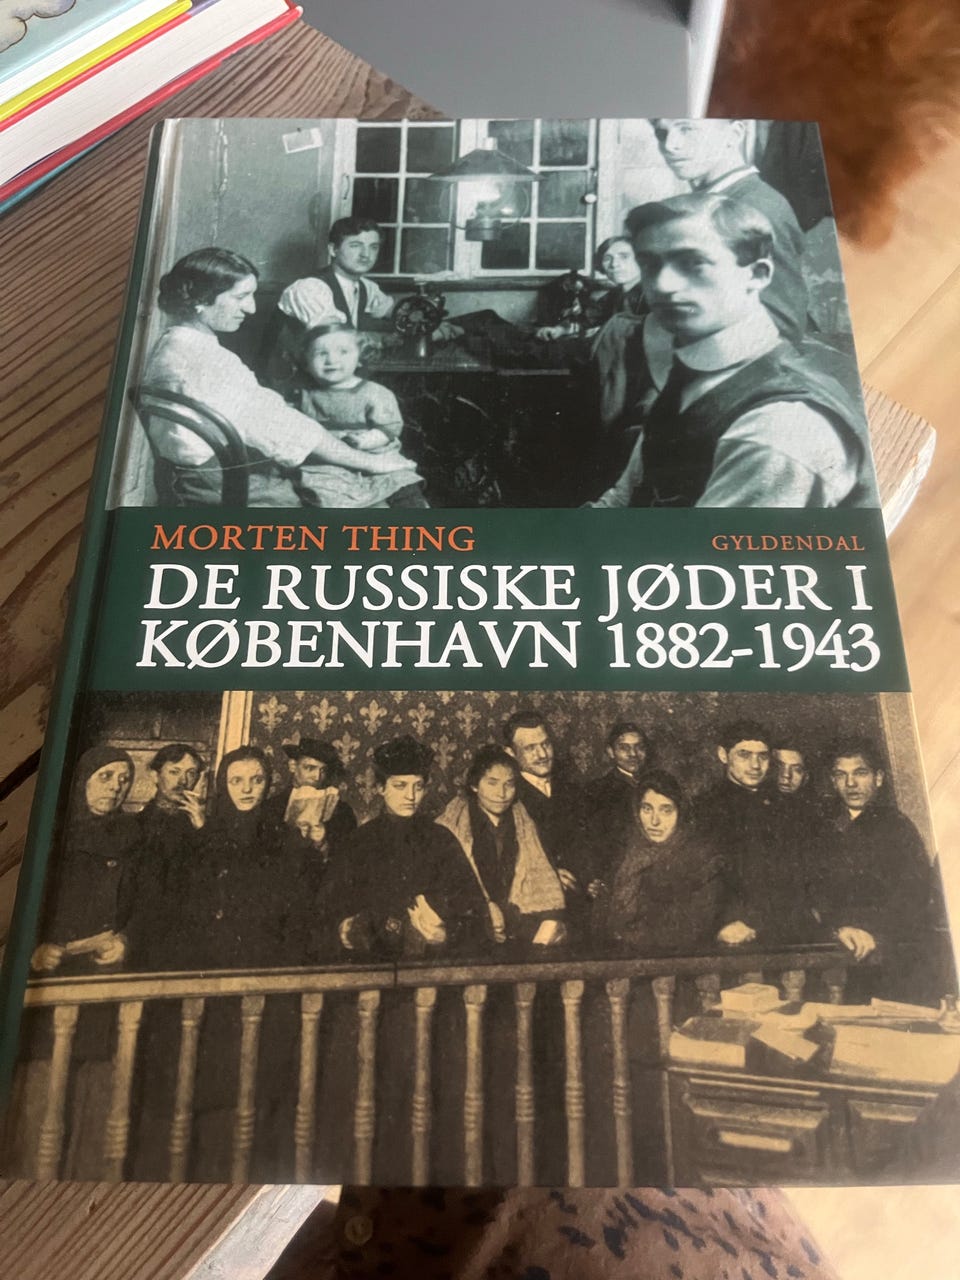 MORTEN THING GYLDENDAL
DE RUSSISKE JØDER I
KØBENHAVN 1882-1943